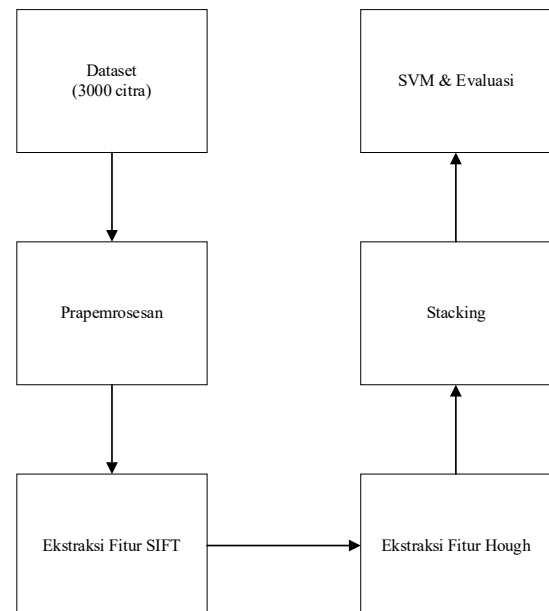 Dataset
(3000 citra)
Prapemrosesan
Ekstraksi Fitur SIFT
Ekstraksi Fitur Hough
Stacking
SVM & Evaluasi